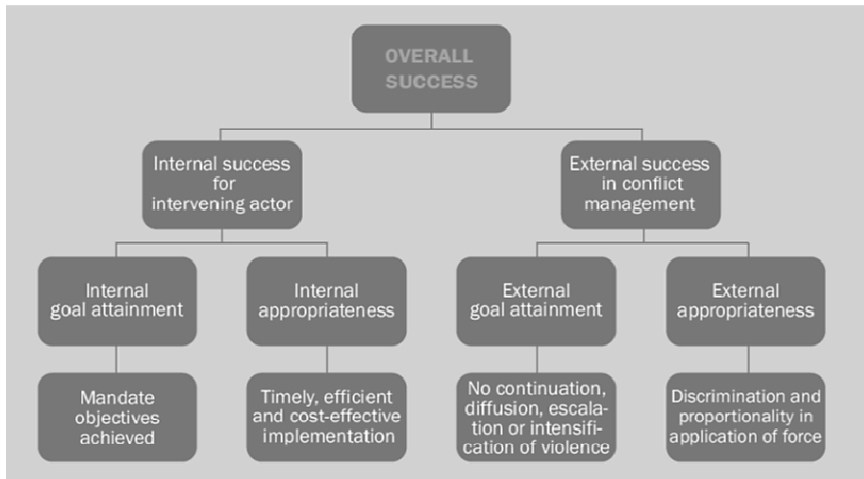 OVERALL
SUCCESS
Internal success
for
intervening actor
External success
in conflict
management
Internal
goal attainment
Internal
appropriateness
External
goal attainment
External
appropriateness
Mandate
objectives
achieved
Timely, efficient
and cost-effective
implementation
No continuation,
diffusion, escala-
tion or intensifi-
cation of violence
Discrimination and
proportionality in
application of force